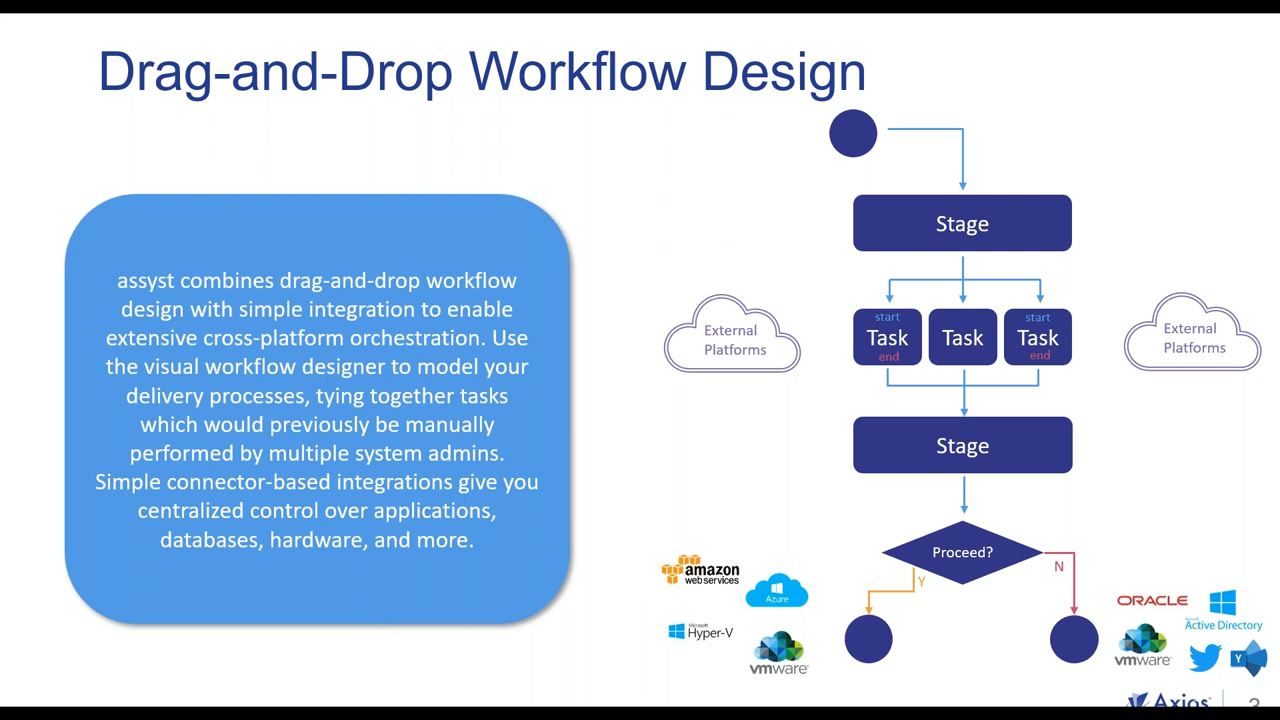 Drag-and-Drop Workflow Design
assyst combines drag-and-drop workflow
design with simple integration to enable
extensive cross-platform orchestration. Use
the visual workflow designer to model your
delivery processes, tying together tasks
which would previously be manually
performed by multiple system admins.
Simple connector-based integrations give you
centralized control over applications,
databases, hardware, and more.
Stage
External
Platforms
start
Task
end
Task
start
Task
end
External
Platforms
Stage
Proceed?
Y
N
amazon
web services
Azure
Microsoft
Hyper-V
vmware
ORACLE
Microsoft
Active Directory
vmware
Y
Axios